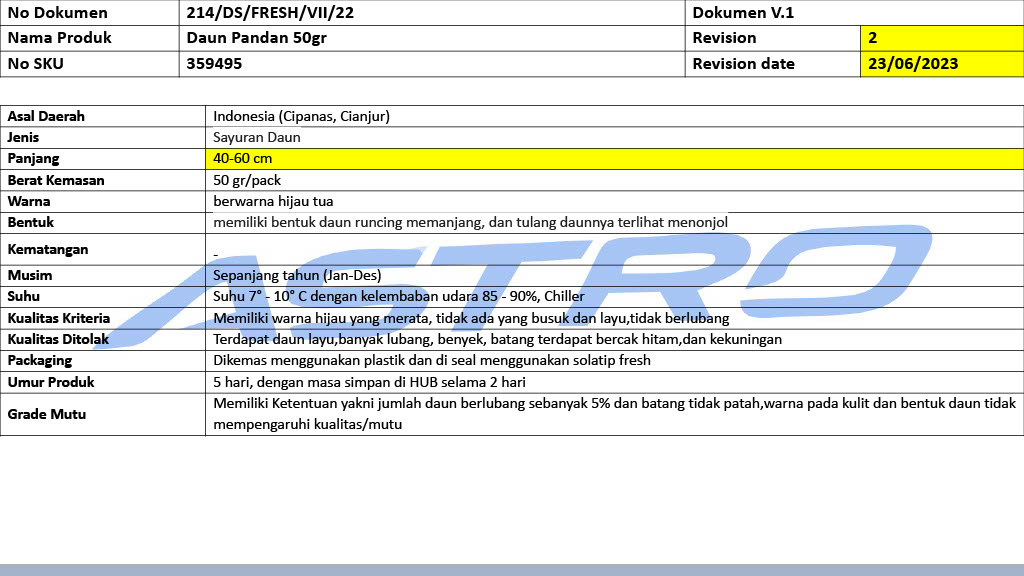 No Dokumen 214/DS/FRESH/VII/22 Dokumen V.1
Nama Produk Daun Pandan 50gr Revision 2
No SKU 359495 Revision date 23/06/2023
Asal Daerah Indonesia (Cipanas, Cianjur)
Jenis Sayuran Daun
Panjang 40-60 cm
Berat Kemasan 50 gr/pack
Warna berwarna hijau tua
Bentuk memiliki bentuk daun runcing memanjang, dan tulang daunnya terlihat menonjol
Kematangan -
Musim Sepanjang tahun (Jan-Des)
Suhu Suhu 7° - 10° C dengan kelembaban udara 85 - 90%, Chiller
Kualitas Kriteria Memiliki warna hijau yang merata, tidak ada yang busuk dan layu,tidak berlubang
Kualitas Ditolak Terdapat daun layu,banyak lubang, benyek, batang terdapat bercak hitam,dan kekuningan
Packaging Dikemas menggunakan plastik dan di seal menggunakan solatip fresh
Umur Produk 5 hari, dengan masa simpan di HUB selama 2 hari
Grade Mutu Memiliki Ketentuan yakni jumlah daun berlubang sebanyak 5% dan batang tidak patah,warna pada kulit dan bentuk daun tidak
mempengaruhi kualitas/mutu
ASTRO